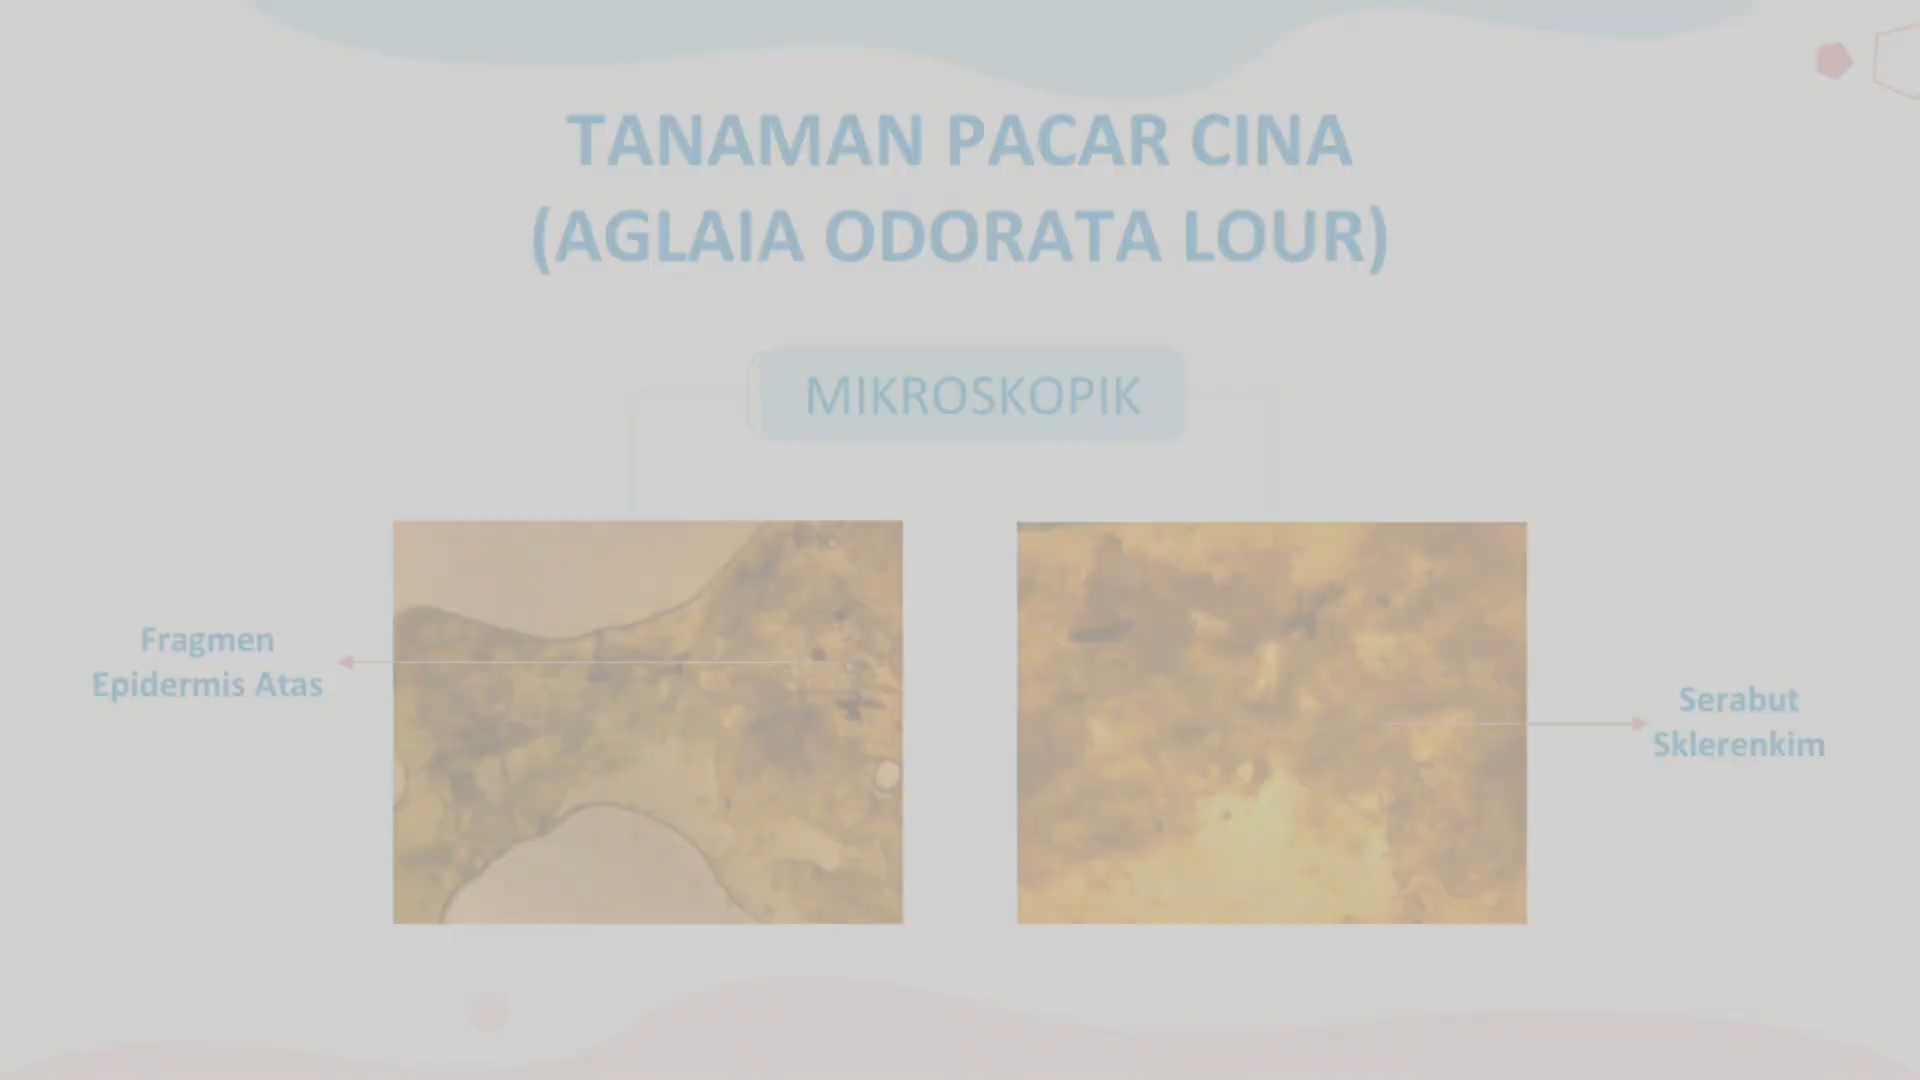 TANAMAN PACAR CINA
(AGLAIA ODORATA LOUR)
MIKROSKOPIK
Fragmen
Epidermis Atas
Serabut
Sklerenkim